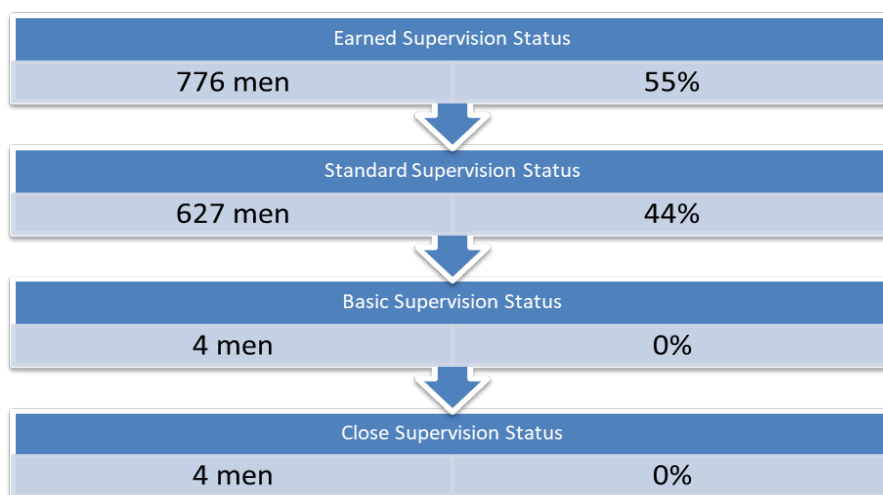 Earned Supervision Status
776 men 55%
Standard Supervision Status
627 men 44%
Basic Supervision Status
4 men 0%
Close Supervision Status
4 men 0%